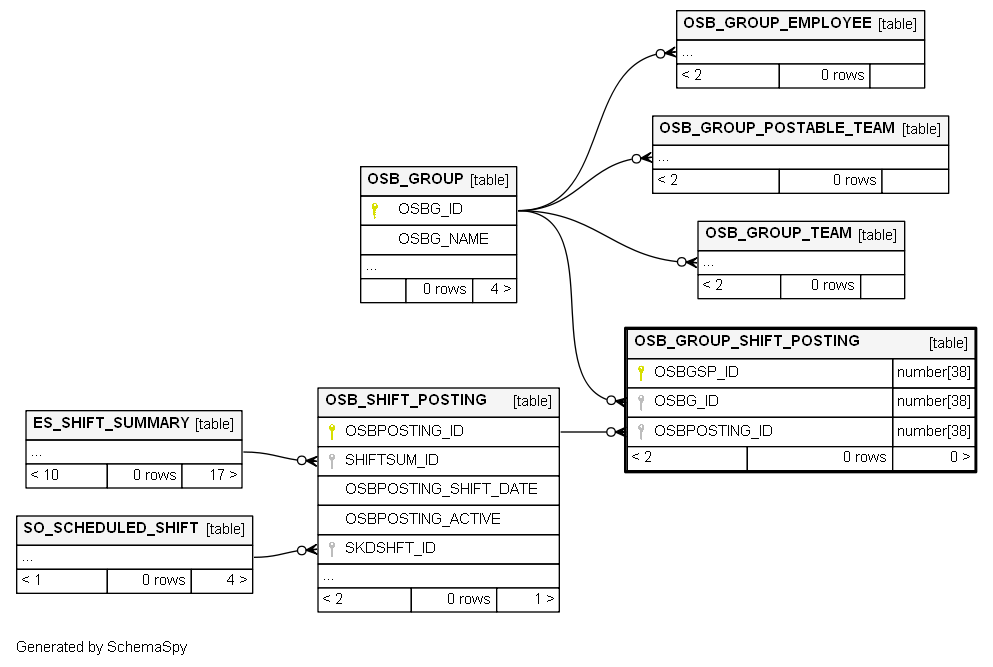 OSB_GROUP_EMPLOYEE [table]
...
< 2 0 rows
OSB_GROUP_POSTABLE_TEAM [table]
...
< 2 0 rows
OSB_GROUP [table]
OSBG_ID
OSBG_NAME
...
0 rows 4 >
OSB_GROUP_TEAM [table]
...
< 2 0 rows
OSB_GROUP_SHIFT_POSTING [table]
OSBGSP_ID number[38]
OSBG_ID number[38]
OSBPOSTING_ID number[38]
< 2 0 rows 0 >
OSB_SHIFT_POSTING [table]
OSBPOSTING_ID
SHIFTSUM_ID
OSBPOSTING_SHIFT_DATE
OSBPOSTING_ACTIVE
SKDSHFT_ID
...
< 2 0 rows 1 >
ES_SHIFT_SUMMARY [table]
...
< 10 0 rows 17 >
SO_SCHEDULED_SHIFT [table]
...
< 1 0 rows 4 >
Generated by SchemaSpy